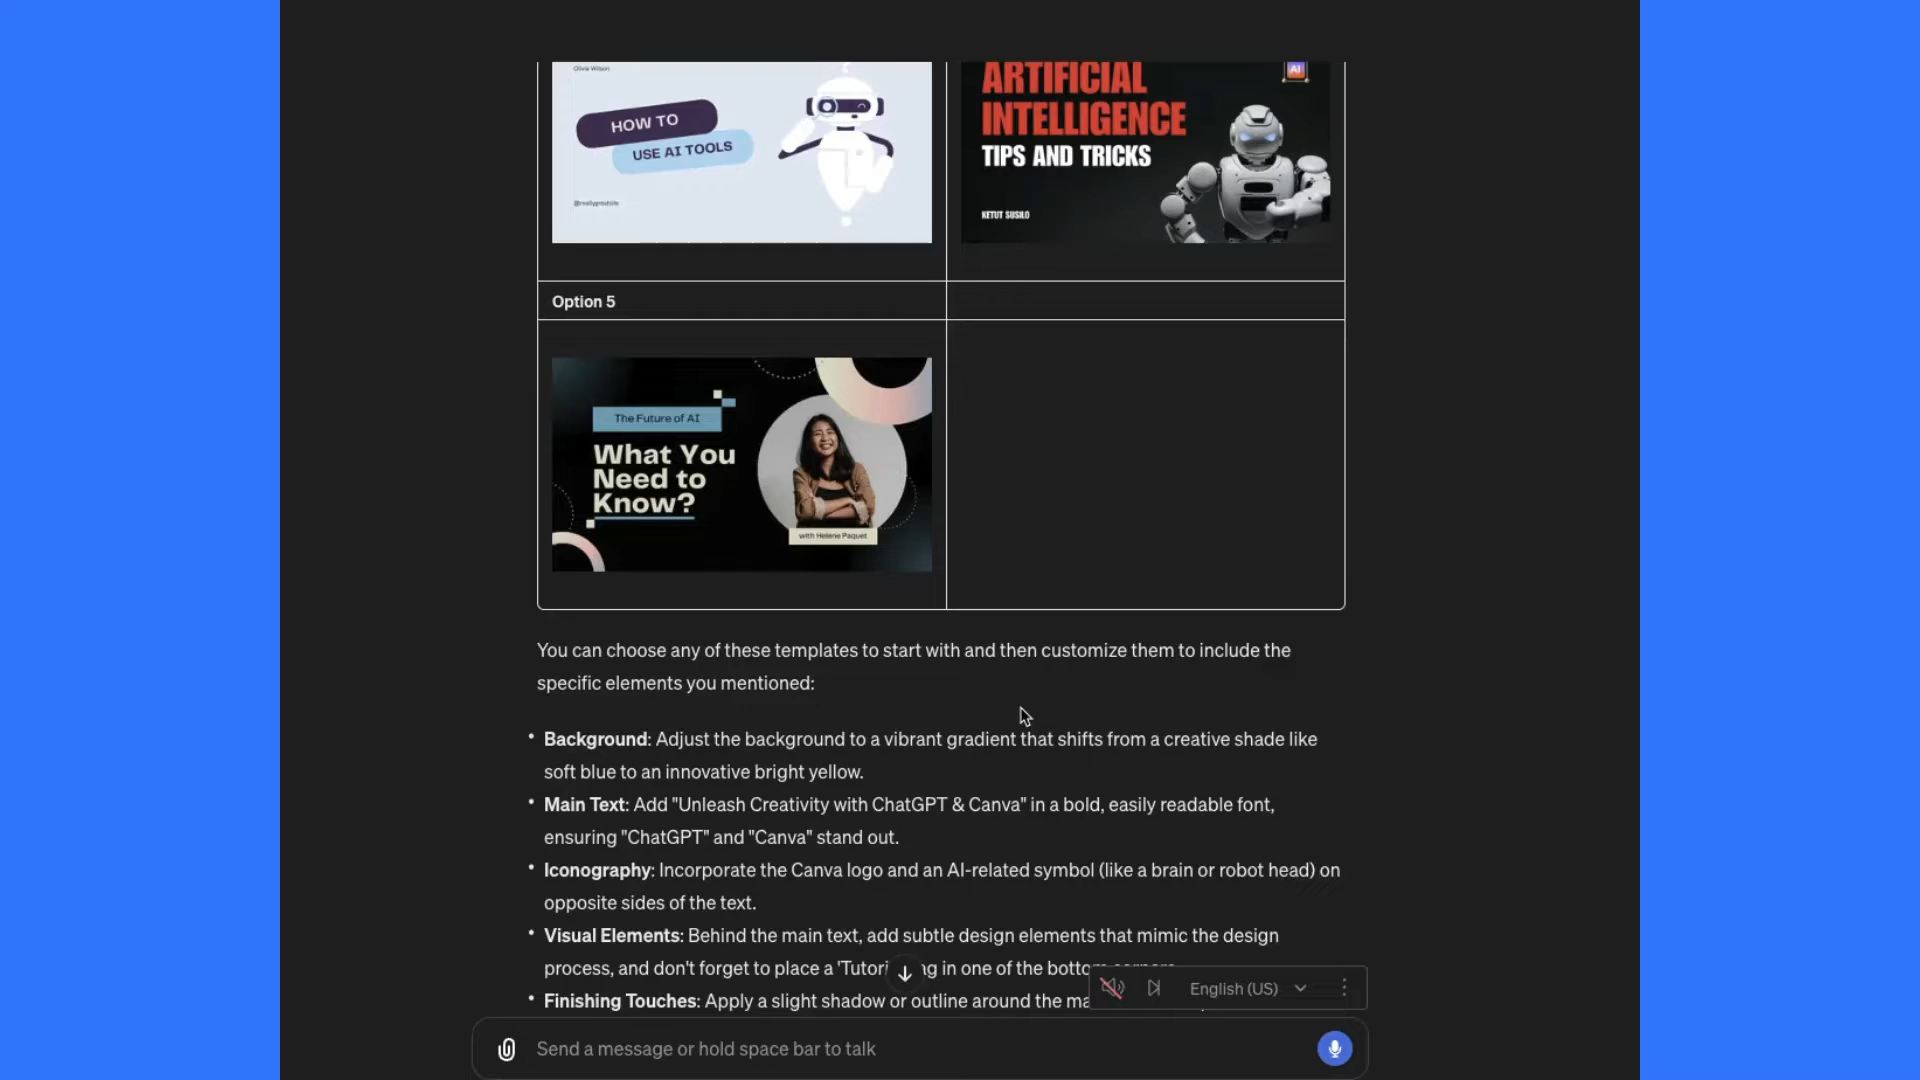 Olivia Wilson
HOW TO
USE AI TOOLS
@reallygreatsite
ARTIFICIAL
INTELLIGENCE
TIPS AND TRICKS
KETUT SUSILO
AI
Option 5
The Future of AI
What You
Need to
Know?
with Helene Paquet
You can choose any of these templates to start with and then customize them to include the
specific elements you mentioned:
• Background: Adjust the background to a vibrant gradient that shifts from a creative shade like
soft blue to an innovative bright yellow.
• Main Text: Add "Unleash Creativity with ChatGPT & Canva" in a bold, easily readable font,
ensuring "ChatGPT" and "Canva" stand out.
• Iconography: Incorporate the Canva logo and an AI-related symbol (like a brain or robot head) on
opposite sides of the text.
• Visual Elements: Behind the main text, add subtle design elements that mimic the design
process, and don't forget to place a 'Tutori ag in one of the bottom corners.
• Finishing Touches: Apply a slight shadow or outline around the ma
English (US)
Send a message or hold space bar to talk